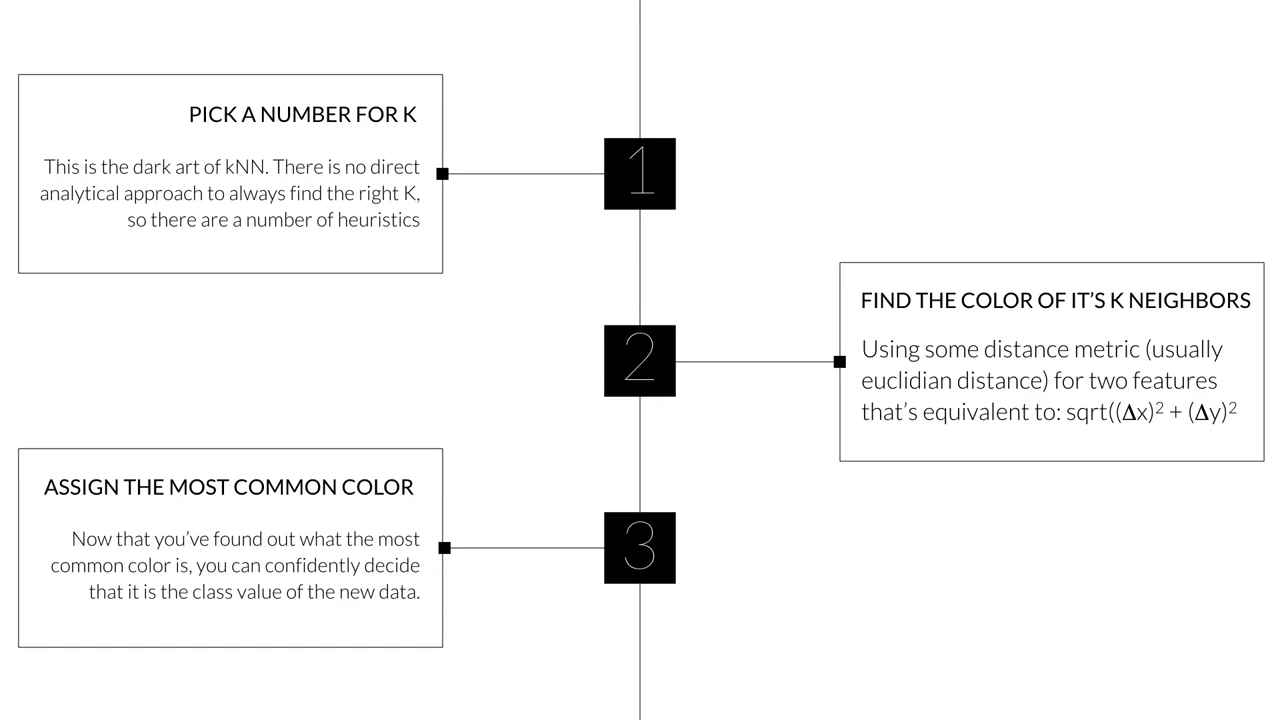 PICK A NUMBER FOR K
This is the dark art of kNN. There is no direct
analytical approach to always find the right K,
so there are a number of heuristics
1
2
FIND THE COLOR OF IT’S K NEIGHBORS
Using some distance metric (usually
euclidian distance) for two features
that’s equivalent to: sqrt((Δx)² + (Δy)²
ASSIGN THE MOST COMMON COLOR
Now that you’ve found out what the most
common color is, you can confidently decide
that it is the class value of the new data.
3